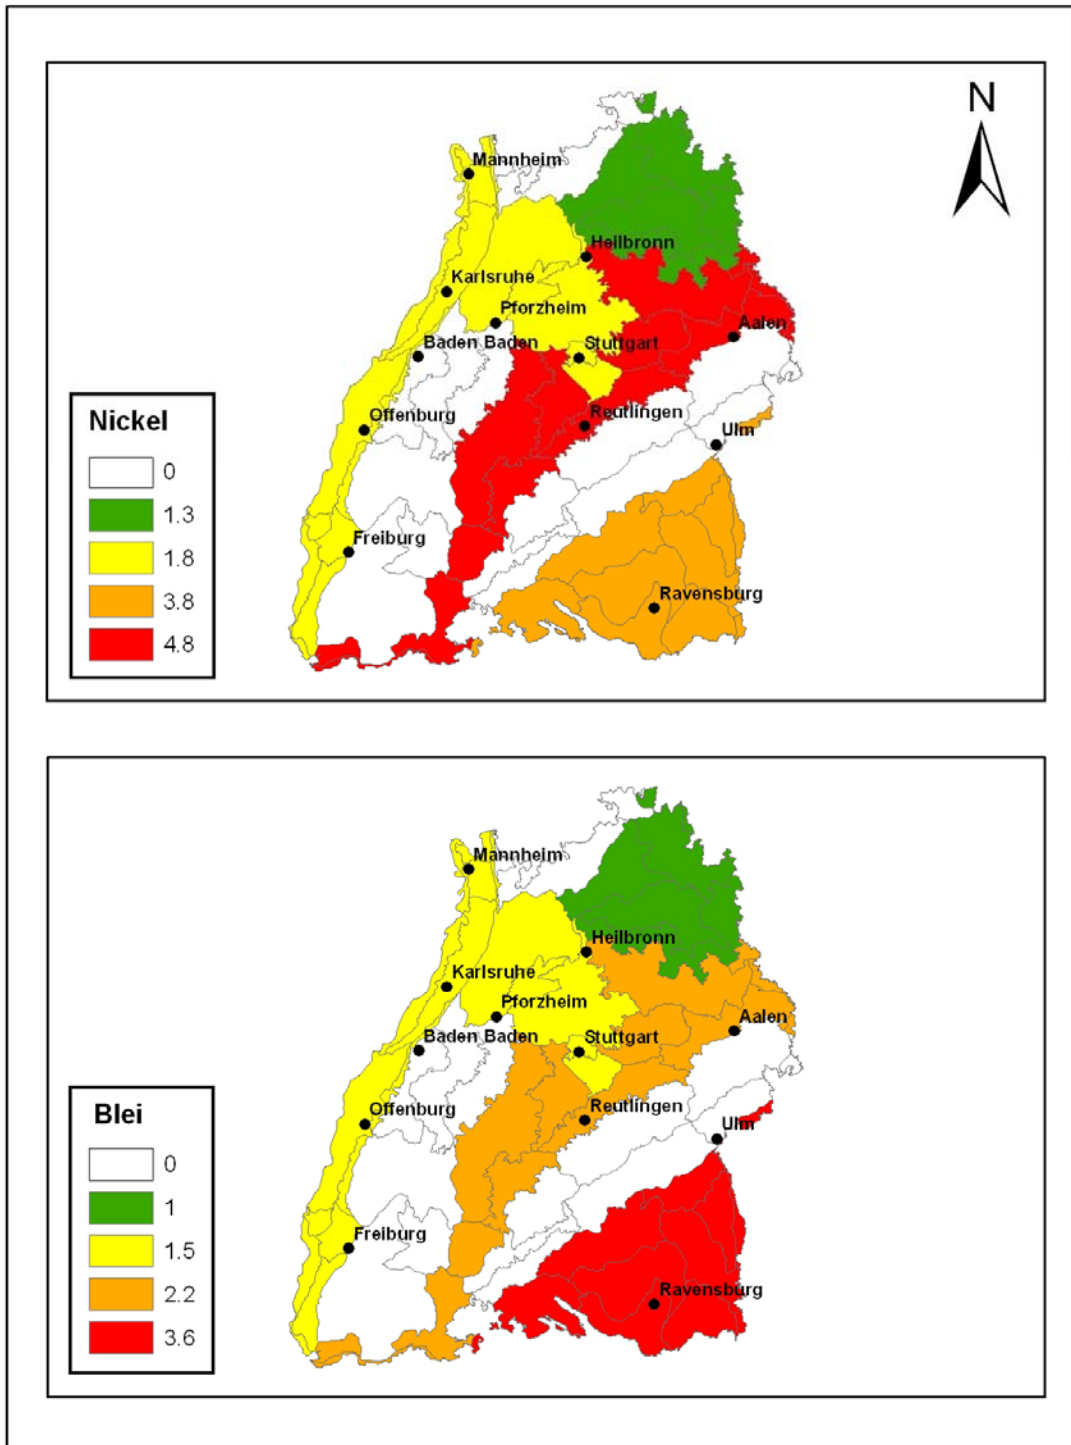 N
Mannheim
Heilbronn
Karlsruhe
Pforzheim
Aalen
Baden Baden
Stuttgart
Offenburg
Reutlingen
Ulm
Freiburg
Ravensburg
Nickel
0
1.3
1.8
3.8
4.8
Mannheim
Heilbronn
Karlsruhe
Pforzheim
Aalen
Baden Baden
Stuttgart
Offenburg
Reutlingen
Ulm
Freiburg
Ravensburg
Blei
0
1
1.5
2.2
3.6